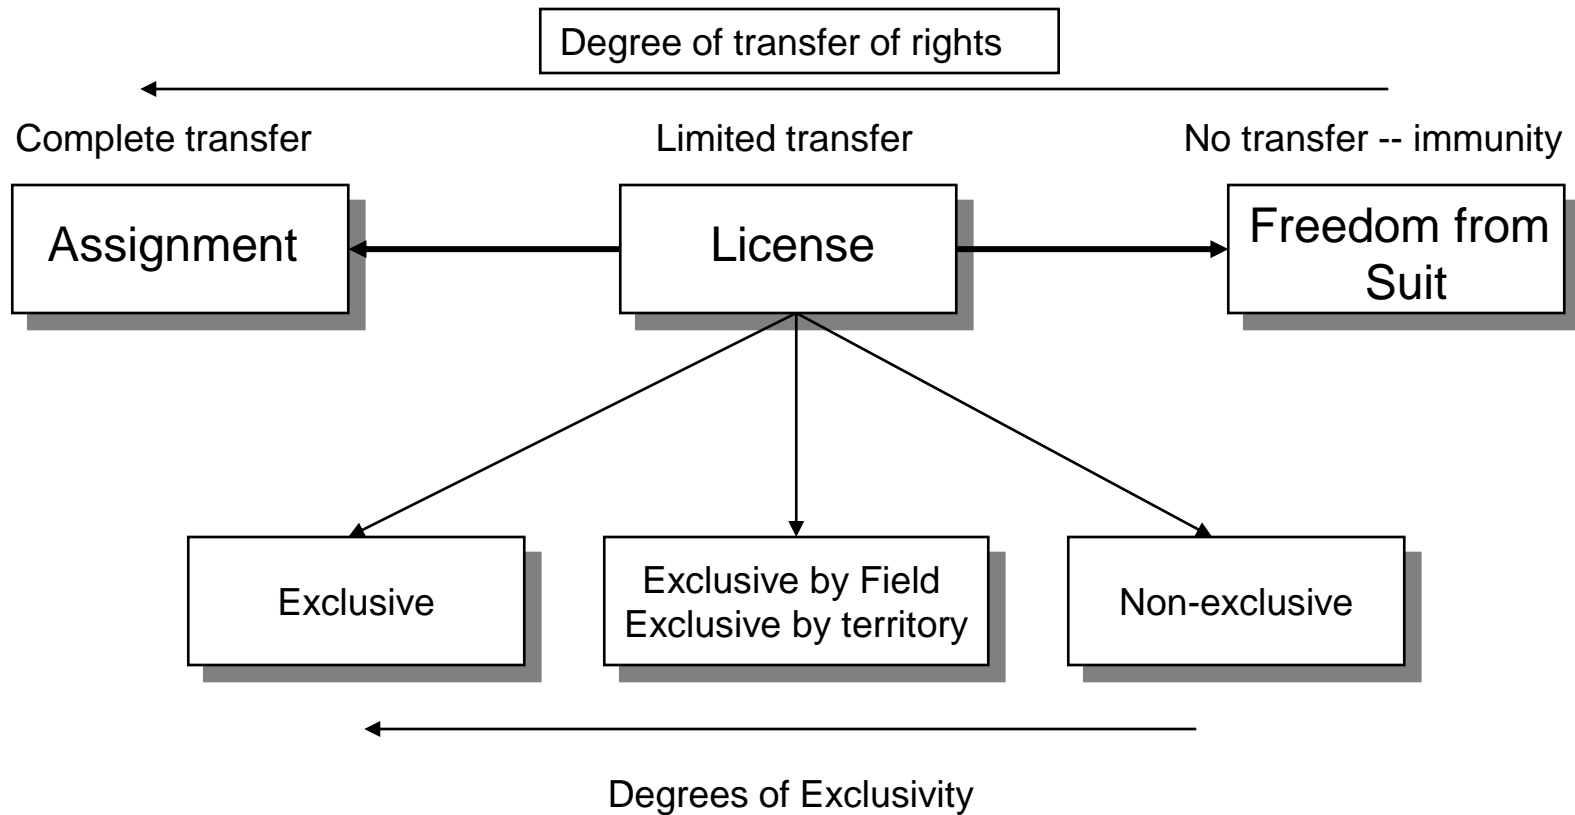 Degree of transfer of rights
Complete transfer
Limited transfer
No transfer -- immunity
Assignment
License
Freedom from
Suit
Exclusive
Exclusive by Field
Exclusive by territory
Non-exclusive
Degrees of Exclusivity